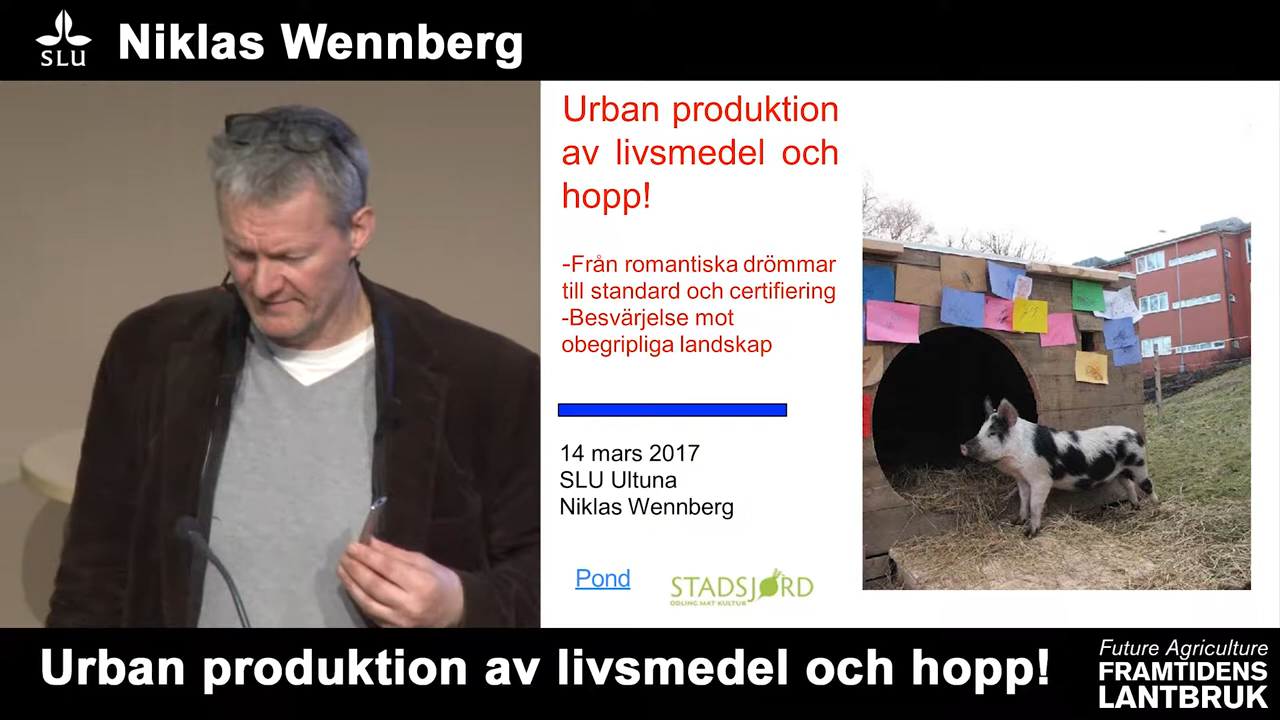 SLU
Niklas Wennberg
Urban produktion
av livsmedel och
hopp!
-Från romantiska drömmar
till standard och certifiering
-Besvärjelse mot
obegripliga landskap
14 mars 2017
SLU Ultuna
Niklas Wennberg
Pond
STADSJORD
ODLING MAT KULTUR
Urban produktion av livsmedel och hopp!
Future Agriculture
FRAMTIDENS
LANTBRUK